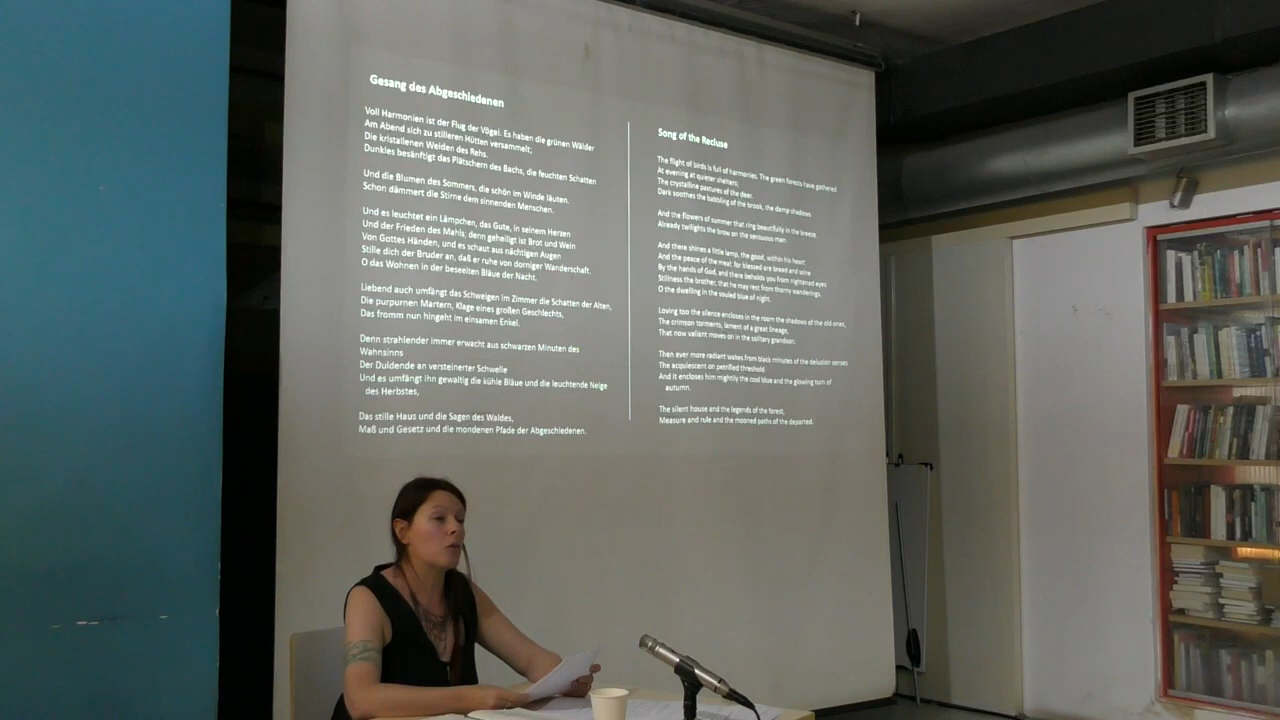 Gesang des Abgeschiedenen
Voll Harmonien ist der Flug der Vögel. Es haben die grünen Wälder
Am Abend sich zu stilleren Hütten versammelt;
Die kristallenen Weiden des Rehs.
Dunkles besänftigt das Plätschern des Bachs, die feuchten Schatten
Und die Blumen des Sommers, die schön im Winde läuten.
Schon dämmert die Stirne dem sinnenden Menschen.
Und es leuchtet ein Lämpchen, das Gute, in seinem Herzen
Und der Frieden des Mahls; denn geheiligt ist Brot und Wein
Von Gottes Händen, und es schaut aus nächtigen Augen
Stille dich der Bruder an, daß er ruhe von dorniger Wanderschaft.
O das Wohnen in der beseelten Bläue der Nacht.
Liebend auch umfängt das Schweigen im Zimmer die Schatten der Alten,
Die purpurnen Martern, Klage eines großen Geschlechts,
Das fromm nun hingeht im einsamen Enkel.
Denn strahlender immer erwacht aus schwarzen Minuten des
Wahnsinns
Der Duldende an versteinerter Schwelle
Und es umfängt ihn gewaltig die kühle Bläue und die leuchtende Neige
des Herbstes,
Das stille Haus und die Sagen des Waldes,
Maß und Gesetz und die mondenen Pfade der Abgeschiedenen.
Song of the Recluse
The flight of birds is full of harmonies. The green forests have gathered
At evening at quieter shelters;
The crystalline pastures of the deer.
Dark soothes the babbling of the brook, the damp shadows
And the flowers of summer that ring beautifully in the breeze.
Already twilights the brow on the sensuous man.
And there shines a little lamp, the good, within his heart
And the peace of the meal; for blessed are bread and wine
By the hands of God, and there beholds you from nightened eyes
Stillness the brother, that he may rest from thorny wanderings.
O the dwelling in the souled blue of night.
Loving too the silence encloses in the room the shadows of the old ones,
The crimson torments, lament of a great lineage,
That now valiant moves on in the solitary grandson.
Then ever more radiant wakes from black minutes of the delusion senses
The acquiescent on petrified threshold
And it encloses him mightily the cool blue and the glowing turn of
autumn.
The silent house and the legends of the forest,
Measure and rule and the mooned paths of the departed.